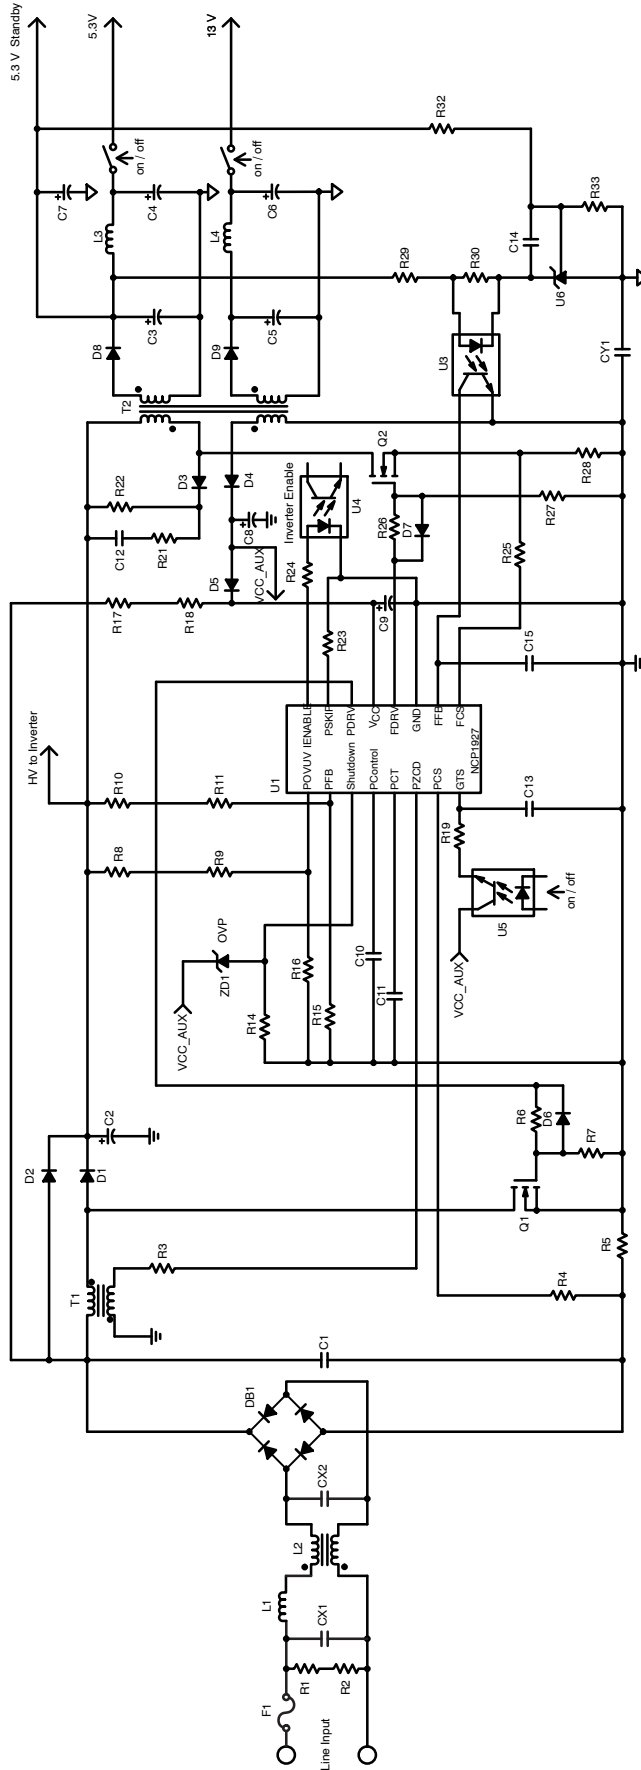 5.3 V Standby
5.3V
13 V
C7
on / off
R32
L3
C4
on / off
C6
L4
R33
C14
R29
R30
U6
D8
C3
D9
C5
U3
CY1
T2
Q2
R22
D3
D4
Inverter Enable
U4
R28
C12
R21
C8
R24
R26
D7
R27
R25
R17
R18
D5
VCC_AUX
R23
C9
C15
HV to Inverter
R10
R11
U1
POVUV
IENABLE
PFB
PSKIP
Shutdown
PDRV
PControl
VCC
PCT
FDRV
PZCD
GND
PCS
FFB
GTS
FCS
NCP1927
R8
R9
R19
C13
U5
on / off
OVP
ZD1
R16
C10
C11
VCC_AUX
VCC_AUX
R14
R15
D2
D1
C2
R6
D6
R7
Q1
T1
R3
R5
R4
C1
DB1
CX2
L2
L1
CX1
R1
R2
F1
Line Input